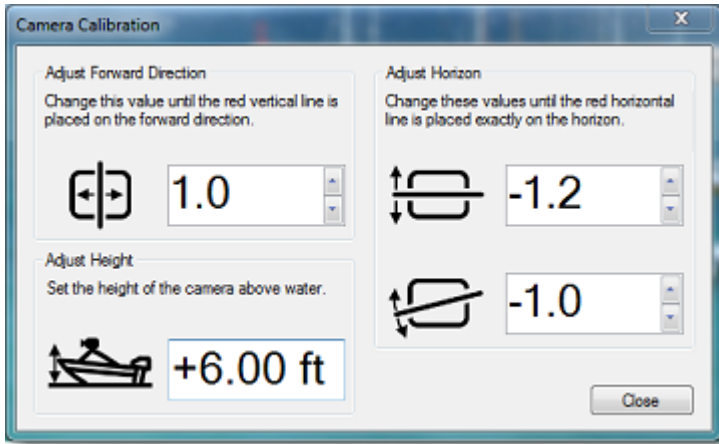 Camera Calibration
X
Adjust Forward Direction
Change this value until the red vertical line is
placed on the forward direction.
1.0
Adjust Height
Set the height of the camera above water.
+6.00 ft
Adjust Horizon
Change these values until the red horizontal
line is placed exactly on the horizon.
-1.2
-1.0
Close